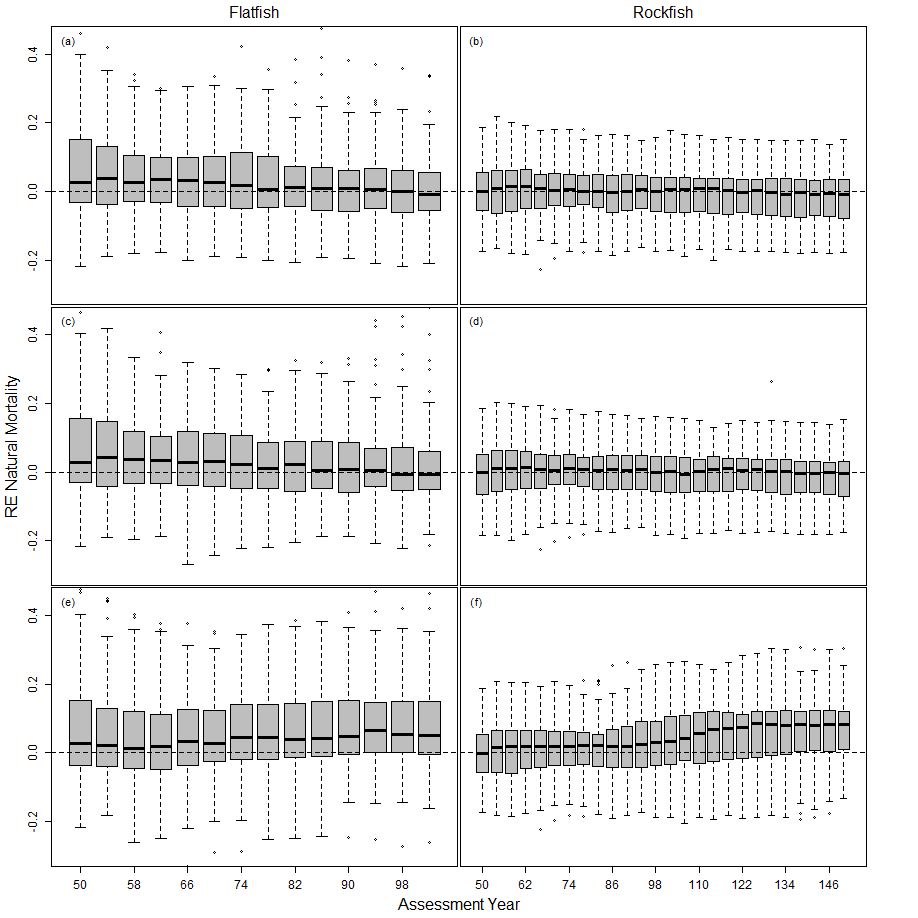 Flatfish Rockfish
(a) (b)
0.4
0.2
0.0
-0.2
(c) (d)
0.4
0.2
0.0
-0.2
RE Natural Mortality
(e) (f)
0.4
0.2
0.0
-0.2
50 58 66 74 82 90 98 50 62 74 86 98 110 122 134 146
Assessment Year